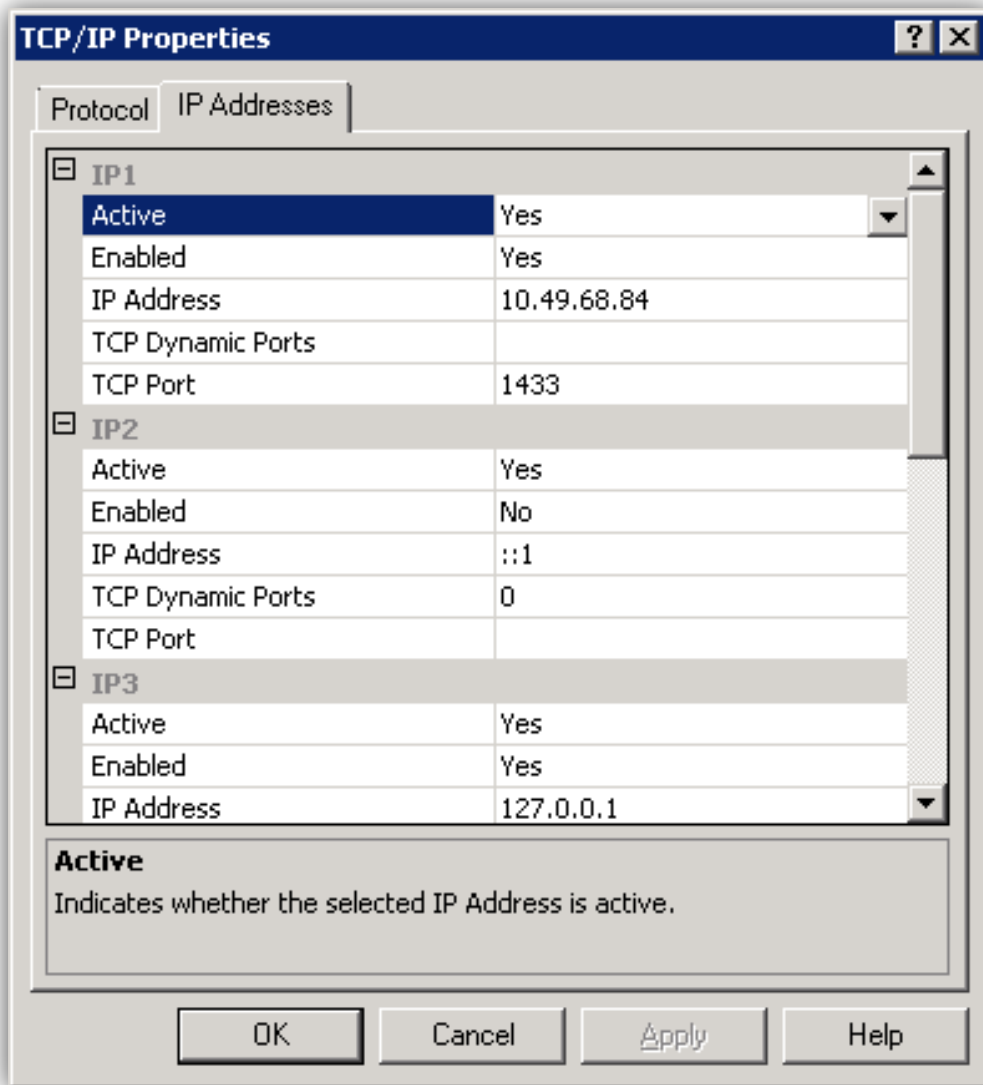 TCP/IP Properties
Protocol IP Addresses
IP1
Active Yes
Enabled Yes
IP Address 10.49.68.84
TCP Dynamic Ports
TCP Port 1433
IP2
Active Yes
Enabled No
IP Address ::1
TCP Dynamic Ports 0
TCP Port
IP3
Active Yes
Enabled Yes
IP Address 127.0.0.1
Active
Indicates whether the selected IP Address is active.
OK Cancel Apply Help